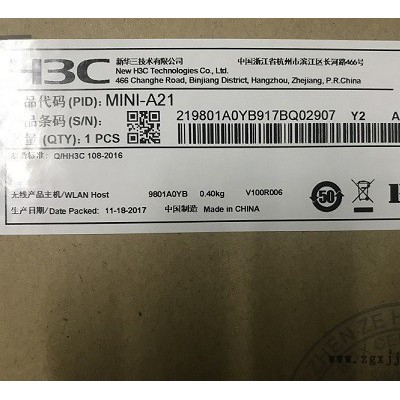 H3C
新华三技术有限公司
New H3C Technologies Co., Ltd.
中国浙江省杭州市滨江区长河路466号
466 Changhe Road, Binjiang District, Hangzhou, Zhejiang, P.R.China
品代码 (PID): MINI-A21
品条码 (S/N): 219801A0YB917BQ02907 Y2 A
量 (QTY): 1 PCS
标准: Q/HH3C 108-2016
无线产品主机/WLAN Host 9801A0YB 0.40kg V100R006
生产日期/ Date Packed: 11-18-2017 中国制造 Made in CHINA
50
ZHENZE H